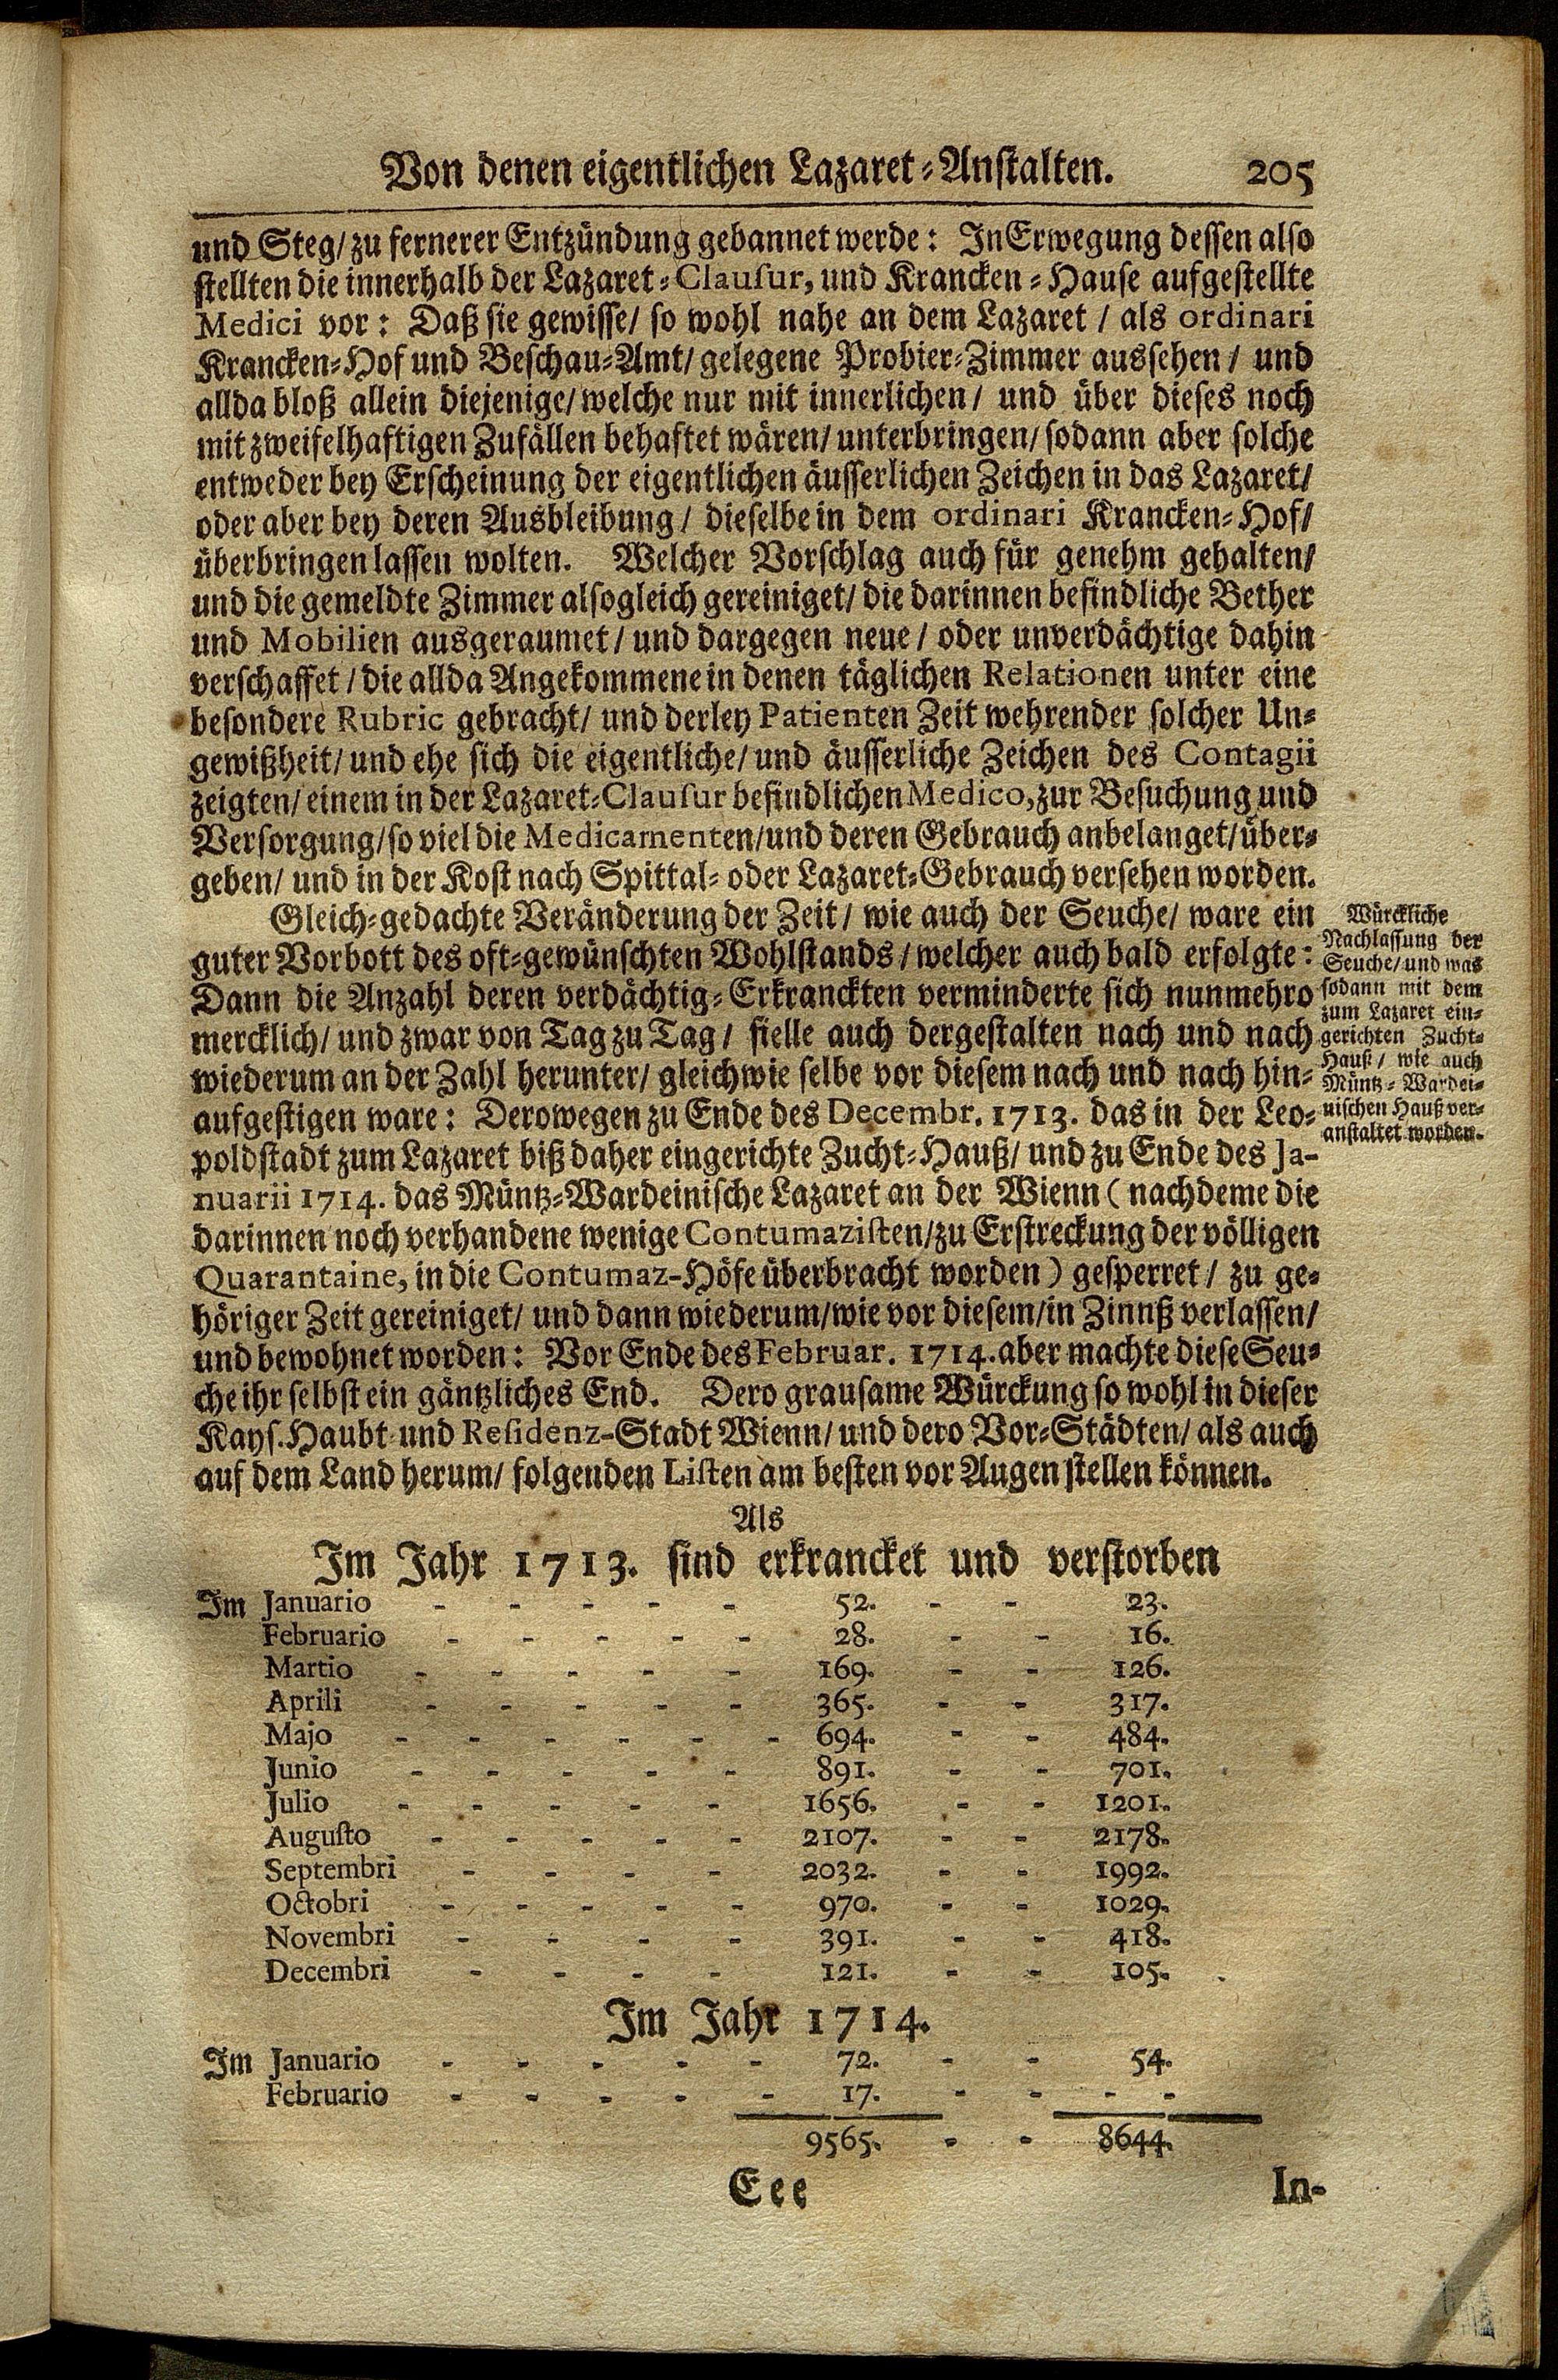 Von denen eigentlichen Lazaret-Anstalten. 205
und Steg/ zu fernerer Entzündung gebannet werde: In Erwegung dessen also
stellten die innerhalb der Lazaret-Clausur, und Krancken-Hause aufgestellte
Medici vor: Daß sie gewisse/ so wohl nahe an dem Lazaret / als ordinari
Krancken-Hof und Beschau-Amt/ gelegene Probier-Zimmer aussehen / und
allda bloß allein diejenige/ welche nur mit innerlichen / und über dieses noch
mit zweifelhaftigen Zufällen behaftet wären/ unterbringen/ sodann aber solche
entweder bey Erscheinung der eigentlichen äusserlichen Zeichen in das Lazaret/
oder aber bey deren Ausbleibung / dieselbe in dem ordinari Krancken-Hof/
überbringen lassen wolten. Welcher Vorschlag auch für genehm gehalten/
und die gemeldte Zimmer alsogleich gereiniget/ die darinnen befindliche Bether
und Mobilien ausgeraumet / und dargegen neue / oder unverdächtige dahin
verschaffet / die allda Angekommene in denen täglichen Relationen unter eine
besondere Rubric gebracht/ und derley Patienten Zeit wehrender solcher Un-
gewißheit/ und ehe sich die eigentliche/ und äusserliche Zeichen des Contagii
zeigten/ einem in der Lazaret-Clausur befindlichen Medico, zur Besuchung und
Versorgung/ so viel die Medicamenten/ und deren Gebrauch anbelanget/ über-
geben/ und in der Kost nach Spittal- oder Lazaret-Gebrauch versehen worden.
Gleich-gedachte Veränderung der Zeit / wie auch der Seuche/ ware ein
guter Vorbott des oft-gewünschten Wohlstands / welcher auch bald erfolgte:
Dann die Anzahl deren verdächtig-Erkranckten verminderte sich nunmehro
mercklich/ und zwar von Tag zu Tag / fielle auch dergestalten nach und nach
wiederum an der Zahl herunter/ gleichwie selbe vor diesem nach und nach hin-
aufgestigen ware: Derowegen zu Ende des Decembr. 1713. das in der Leo-
poldstadt zum Lazaret biß daher eingerichte Zucht-Hauß/ und zu Ende des Ja-
nuarii 1714. das Müntz-Wardeinische Lazaret an der Wienn ( nachdeme die
darinnen noch verhandene wenige Contumazisten/ zu Erstreckung der völligen
Quarantaine, in die Contumaz-Höfe überbracht worden ) gesperret / zu ge-
höriger Zeit gereiniget/ und dann wiederum/ wie vor diesem/ in Zinnß verlassen/
und bewohnet worden: Vor Ende des Februar. 1714. aber machte diese Seu-
che ihr selbst ein gäntzliches End. Dero grausame Würckung so wohl in dieser
Kays. Haubt- und Residenz-Stadt Wienn/ und dero Vor-Städten/ als auch
auf dem Land herum/ folgenden Listen am besten vor Augen stellen können.
Würckliche
Nachlassung der
Seuche/ und was
sodann mit dem
zum Lazaret ein-
gerichten Zucht-
Hauß / wie auch
Müntz-Wardei-
nischen Hauß ver-
anstaltet worden.
Als
Im Jahr 1713. sind erkrancket und verstorben
Im Januario - - - - - 52. - - 23.
Februario - - - - - 28. - - 16.
Martio - - - - - 169. - - 126.
Aprili - - - - - 365. - - 317.
Majo - - - - - - 694. - - 484.
Junio - - - - - 891. - - 701.
Julio - - - - - 1656. - - 1201.
Augusto - - - - - 2107. - - 2178.
Septembri - - - - 2032. - - 1992.
Octobri - - - - - 970. - - 1029.
Novembri - - - - 391. - - 418.
Decembri - - - - 121. - - 105.
Im Jahr 1714.
Im Januario - - - - - 72. - - 54.
Februario - - - - - 17. - - - -
9565. - - 8644.
Eee In-